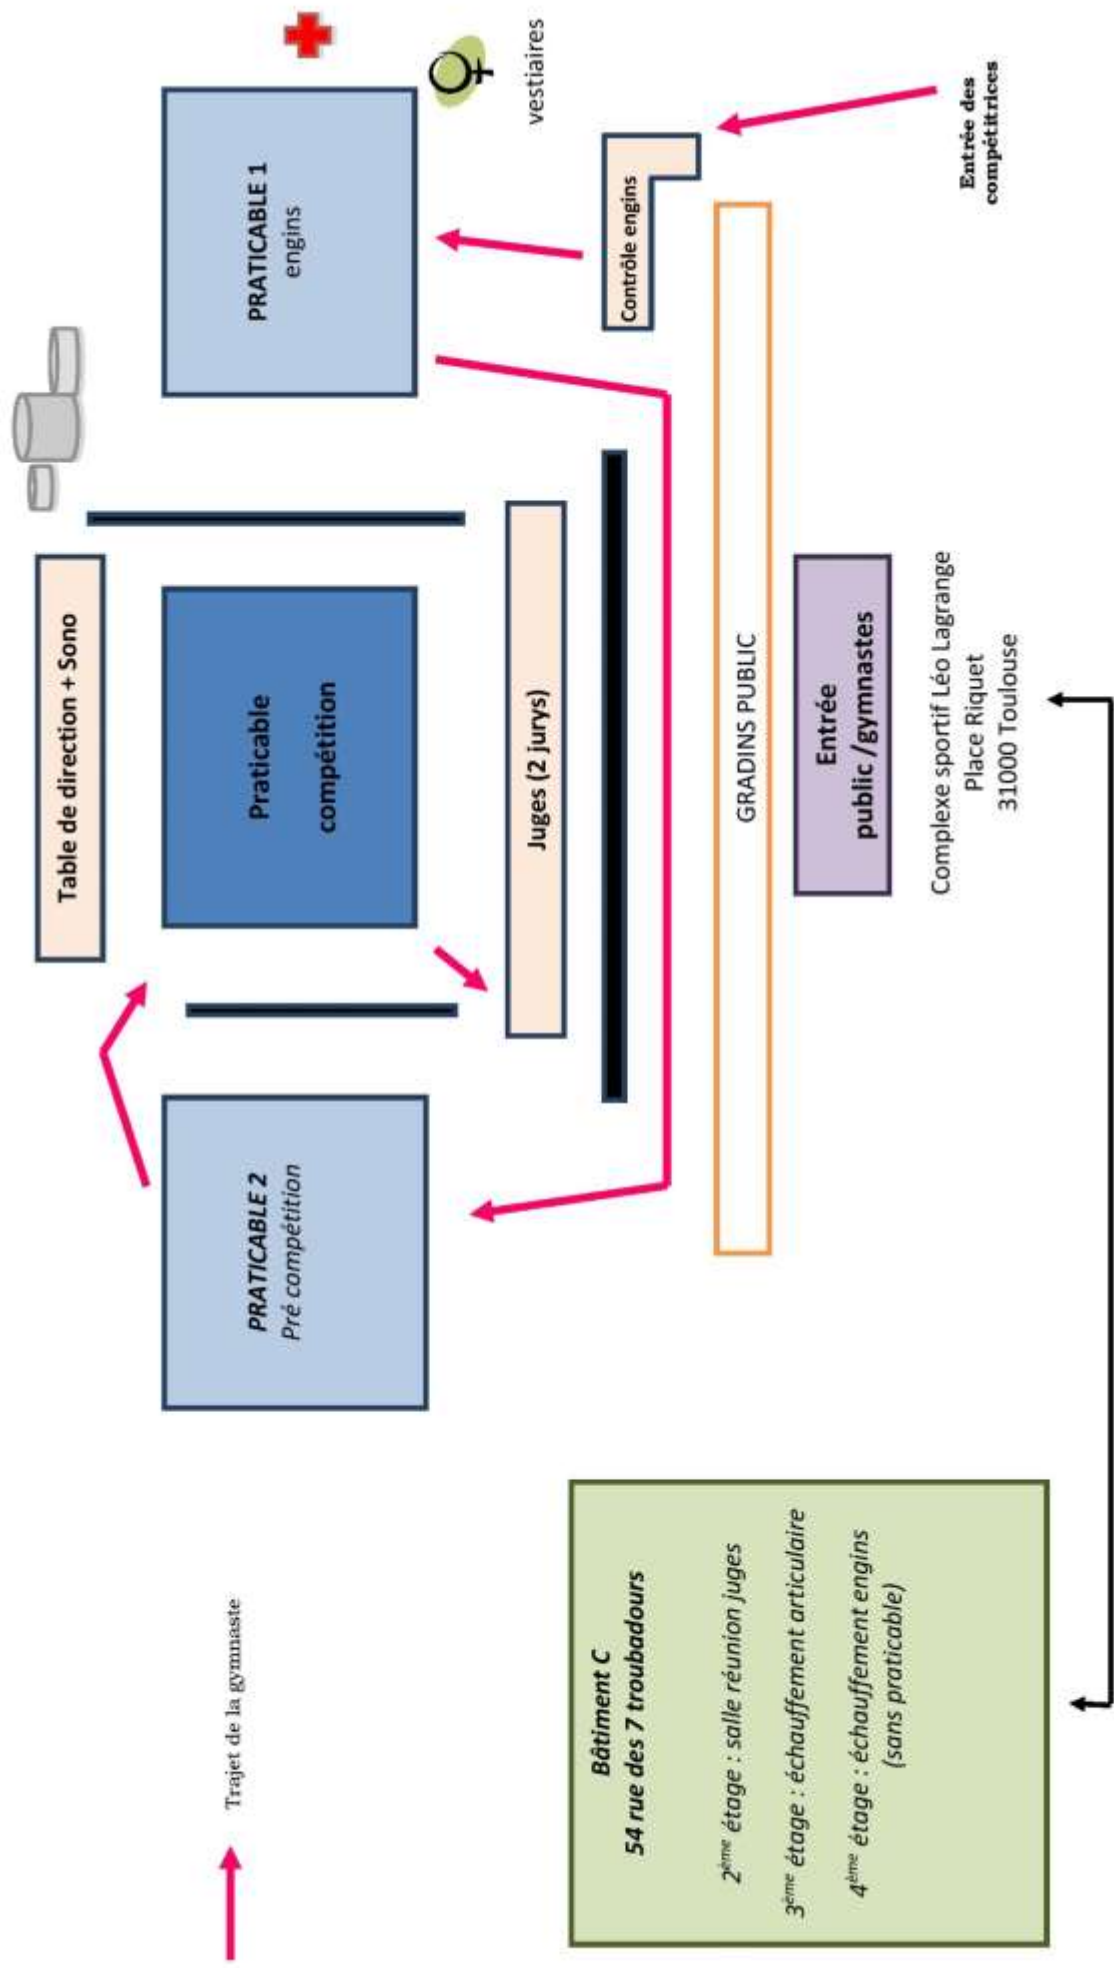 Trajet de la gymnaste
Table de direction + Sono
PRATICABLE 2
Pré compétition
Praticable
compétition
PRATICABLE 1
engins
vestiaires
Juges (2 jurys)
Contrôle engins
Entrée des
compétitrices
GRADINS PUBLIC
Entrée
public /gymnastes
Complexe sportif Léo Lagrange
Place Riquet
31000 Toulouse
Bâtiment C
54 rue des 7 troubadours
2ème étage : salle réunion juges
3ème étage : échauffement articulaire
4ème étage : échauffement engins
(sans praticable)